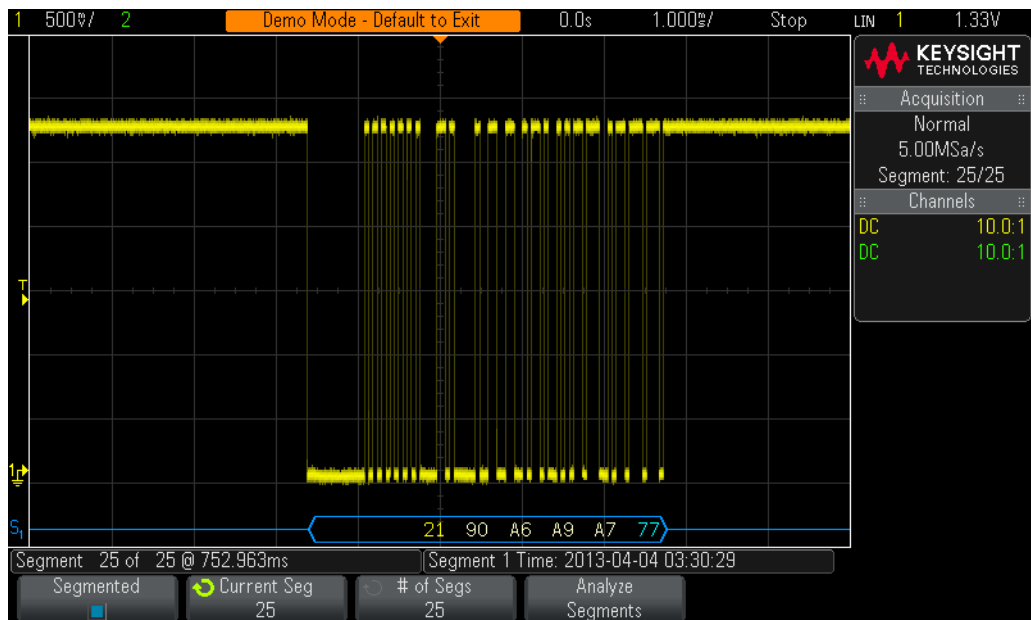 1 500mV/ 2 Demo Mode - Default to Exit 0.0s 1.000ms/ Stop LIN 1 1.33V
KEYSIGHT
TECHNOLOGIES
Acquisition
Normal
5.00MSa/s
Segment: 25/25
Channels
DC 10.0:1
DC 10.0:1
T
1
S1 21 90 A6 A9 A7 77
Segment 25 of 25 @ 752.963ms Segment 1 Time: 2013-04-04 03:30:29
Segmented Current Seg # of Segs Analyze
25 25 Segments